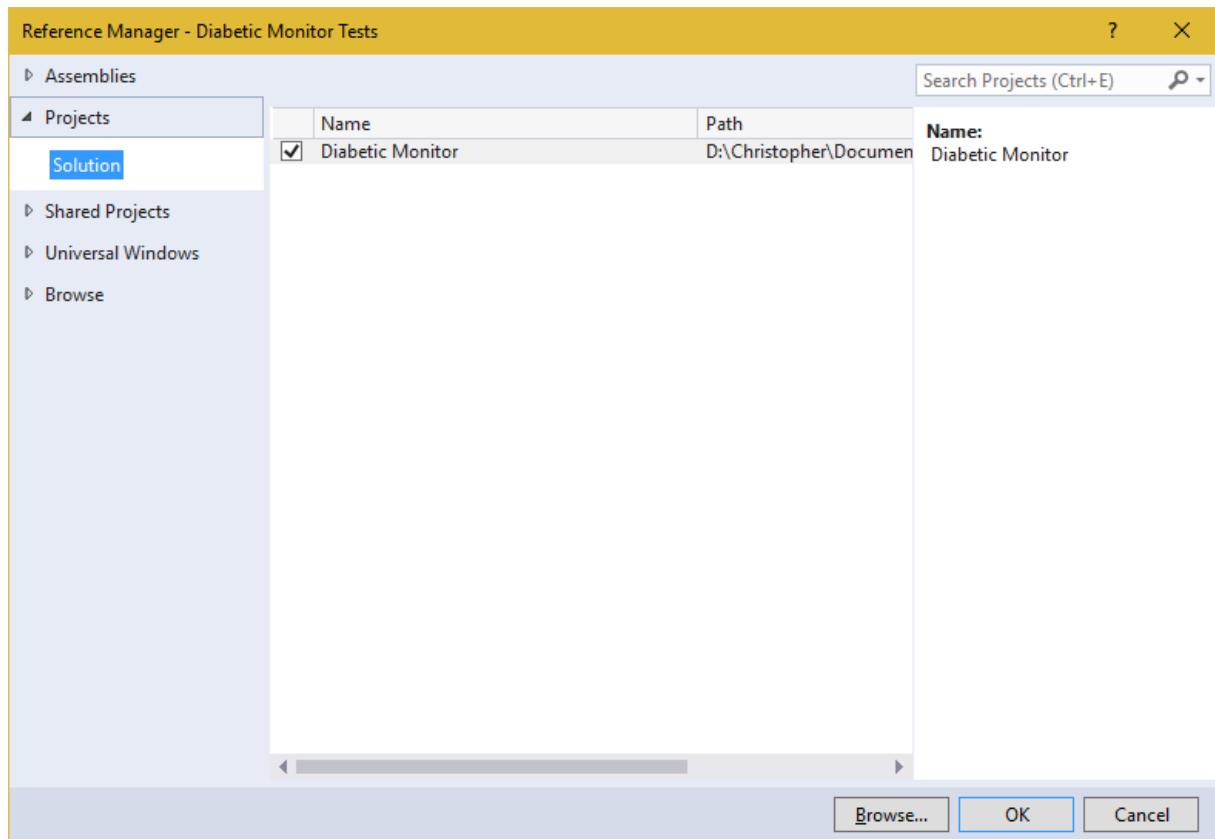 Reference Manager - Diabetic Monitor Tests
Assemblies
Projects
Solution
Shared Projects
Universal Windows
Browse
Name Path
Diabetic Monitor D:\Christopher\Documen
Search Projects (Ctrl+E)
Name:
Diabetic Monitor
Browse... OK Cancel